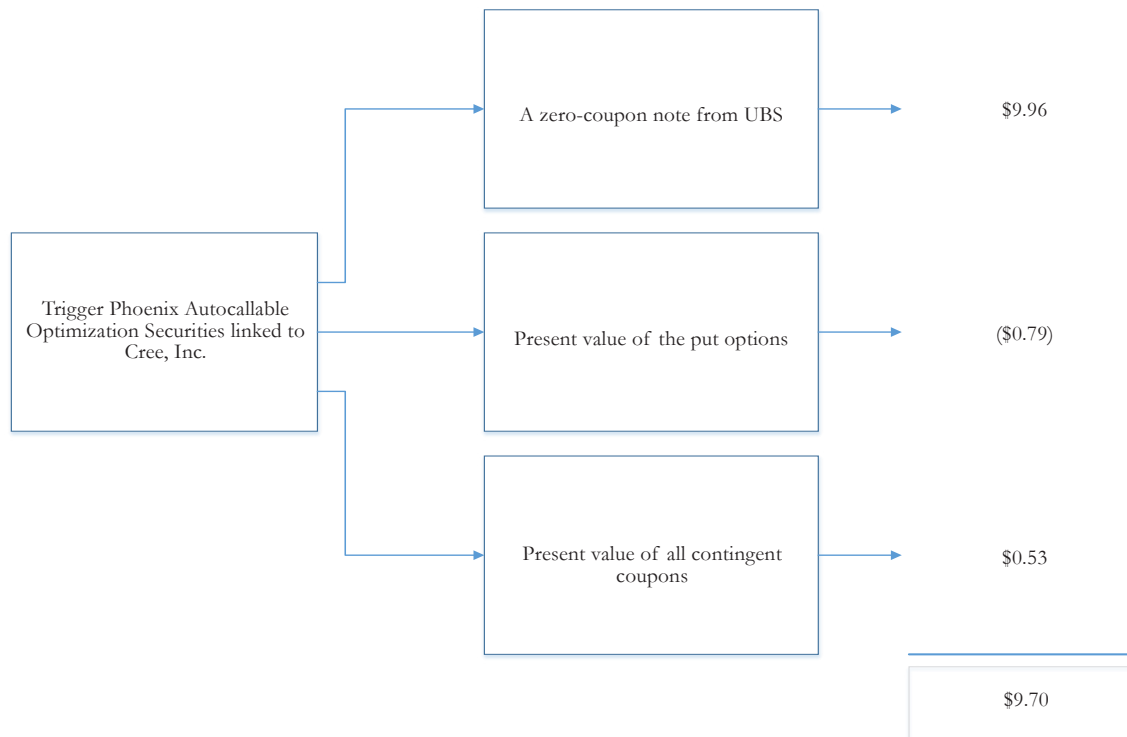 A zero-coupon note from UBS
$9.96
Trigger Phoenix Autocallable
Optimization Securities linked to
Cree, Inc.
Present value of the put options
($0.79)
Present value of all contingent
coupons
$0.53
$9.70